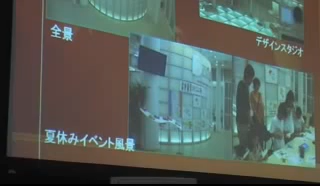 全景
デザインスタジオ
夏休みイベント風景